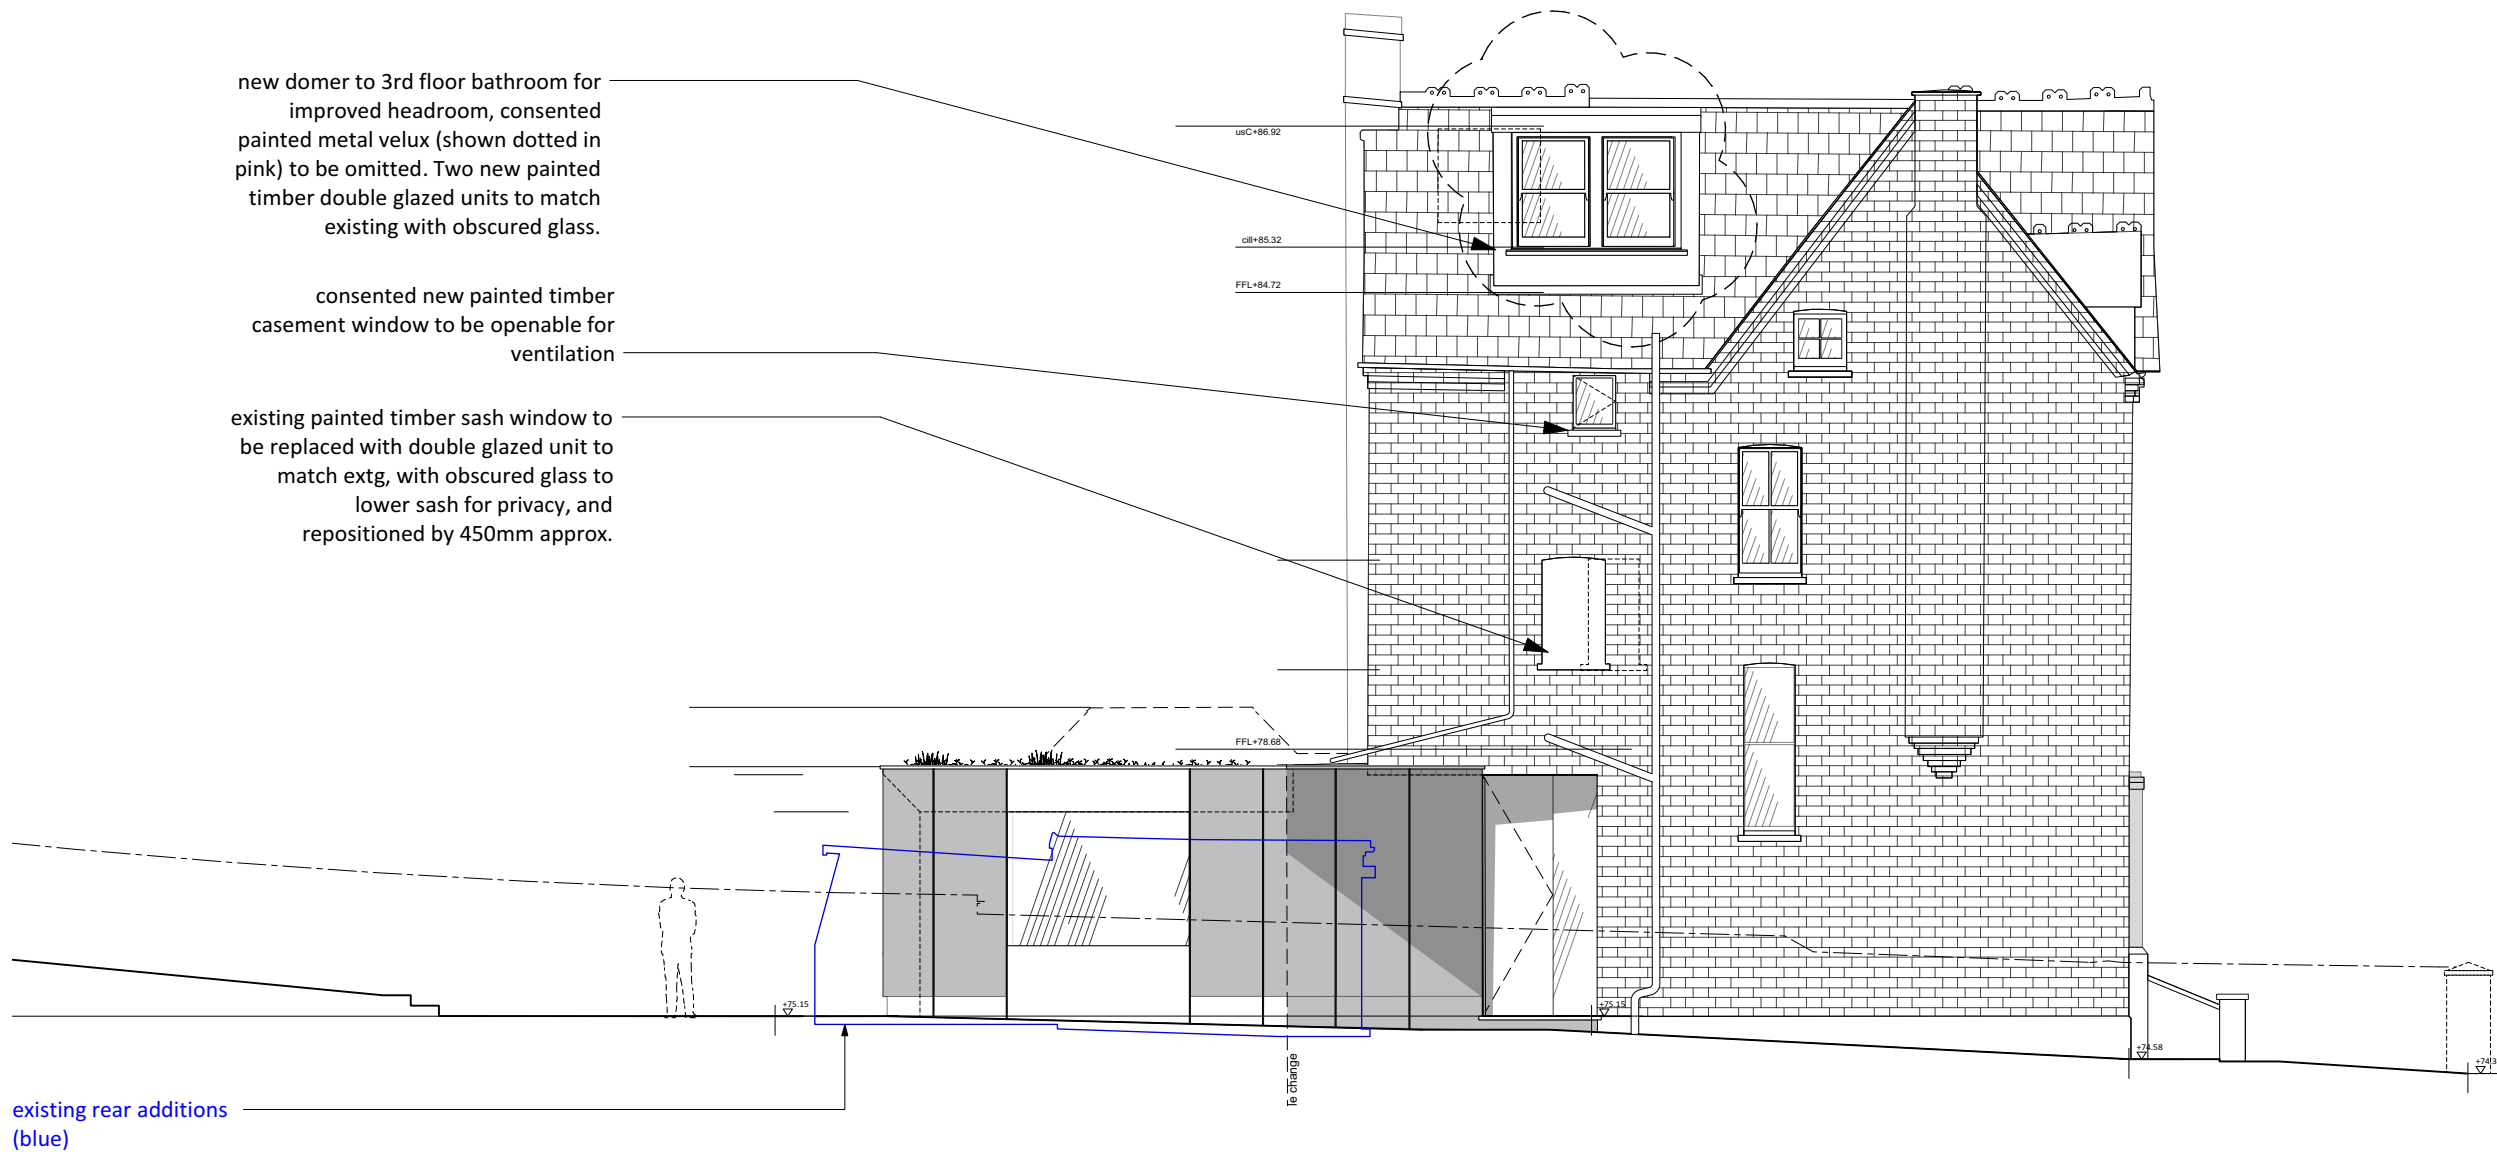 new domer to 3rd floor bathroom for
improved headroom, consented
painted metal velux (shown dotted in
pink) to be omitted. Two new painted
timber double glazed units to match
existing with obscured glass.
consented new painted timber
casement window to be openable for
ventilation
existing painted timber sash window to
be replaced with double glazed unit to
match extg, with obscured glass to
lower sash for privacy, and
repositioned by 450mm approx.
usC+86.92
cill+85.32
FFL+84.72
FFL+78.68
+75.15
+75.15
+74.58
+74.3
le change
existing rear additions
(blue)